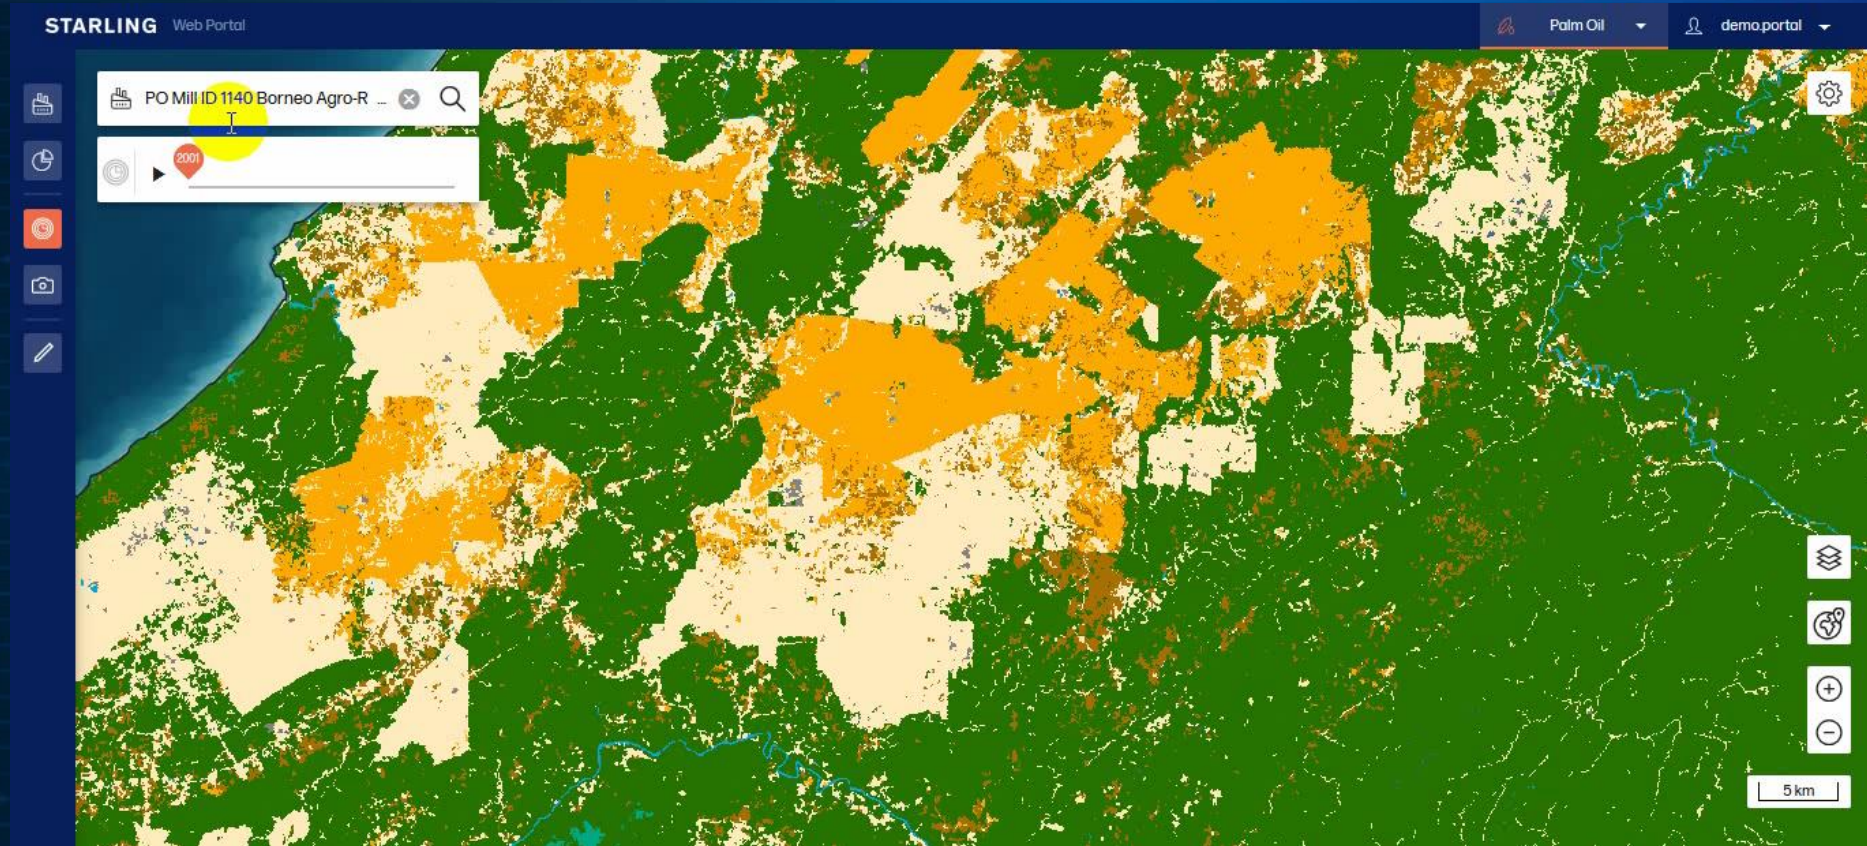 STARLING Web Portal
Palm Oil
demo.portal
PO Mill ID 1140 Borneo Agro-R ...
2001
5 km